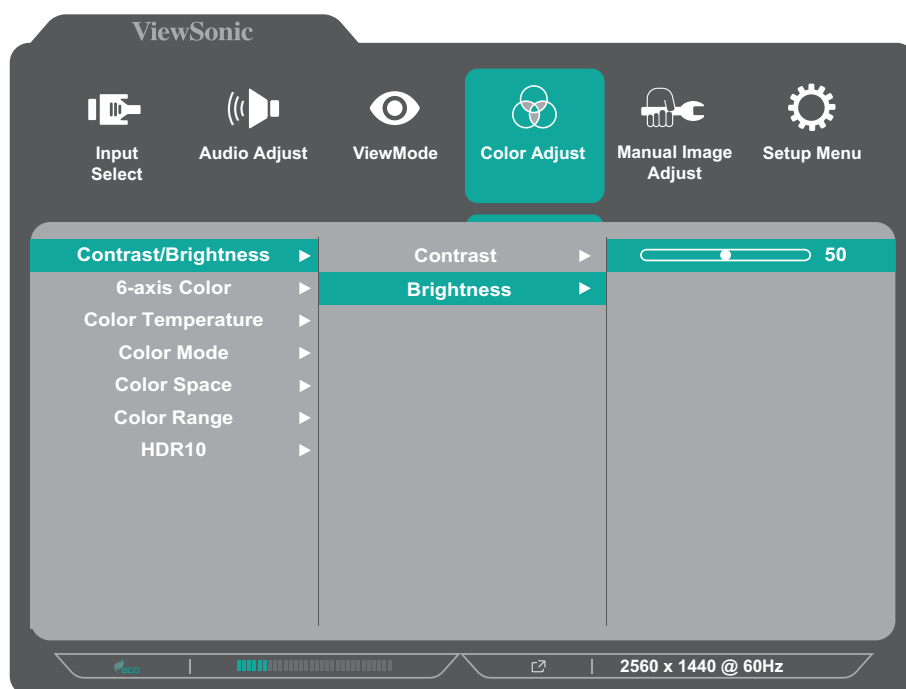 ViewSonic
Input Select
Audio Adjust
ViewMode
Color Adjust
Manual Image Adjust
Setup Menu
Contrast/Brightness
Contrast
50
6-axis Color
Brightness
Color Temperature
Color Mode
Color Space
Color Range
HDR10
eco
2560 x 1440 @ 60Hz